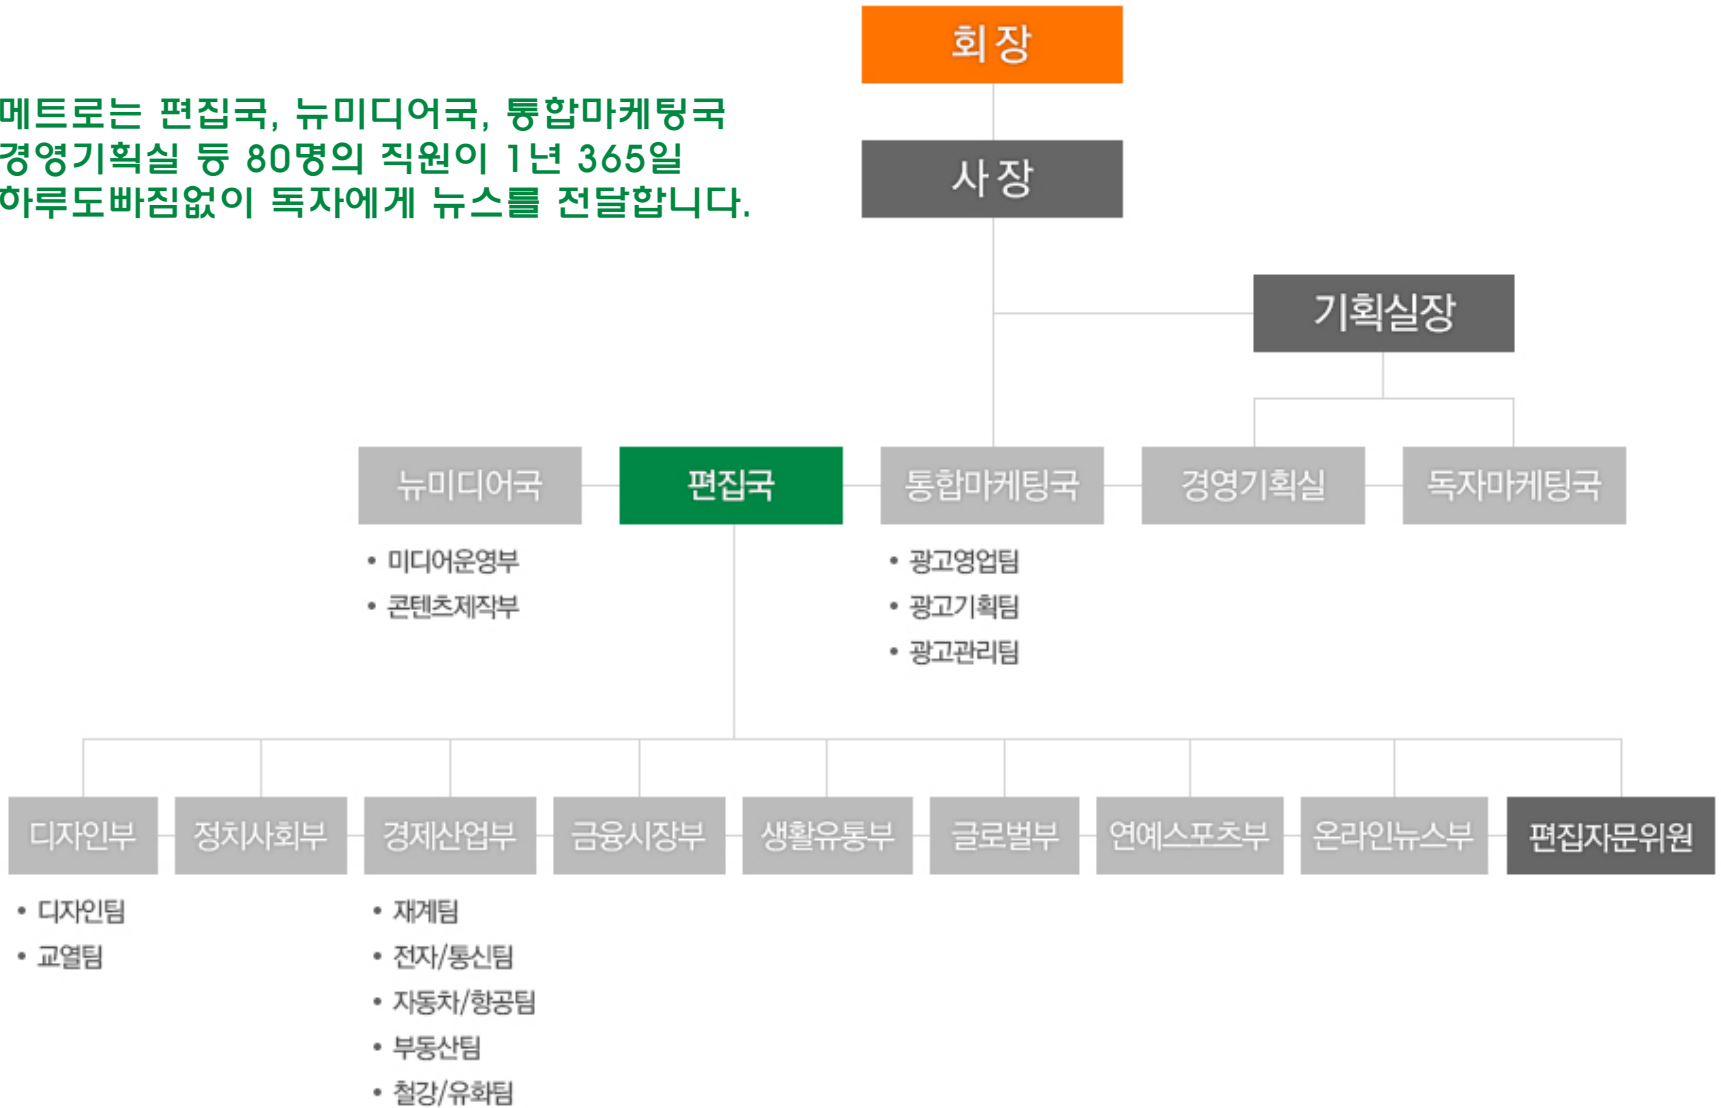 회장
메트로는 편집국, 뉴미디어국, 통합마케팅국
경영기획실 등 80명의 직원이 1년 365일
하루도빠짐없이 독자에게 뉴스를 전달합니다.
사장
기획실장
뉴미디어국
편집국
통합마케팅국
경영기획실
독자마케팅국
• 미디어운영부
• 콘텐츠제작부
• 광고영업팀
• 광고기획팀
• 광고관리팀
디자인부
정치사회부
경제산업부
금융시장부
생활유통부
글로벌부
연예스포츠부
온라인뉴스부
편집자문위원
• 디자인팀
• 교열팀
• 재계팀
• 전자/통신팀
• 자동차/항공팀
• 부동산팀
• 철강/유화팀